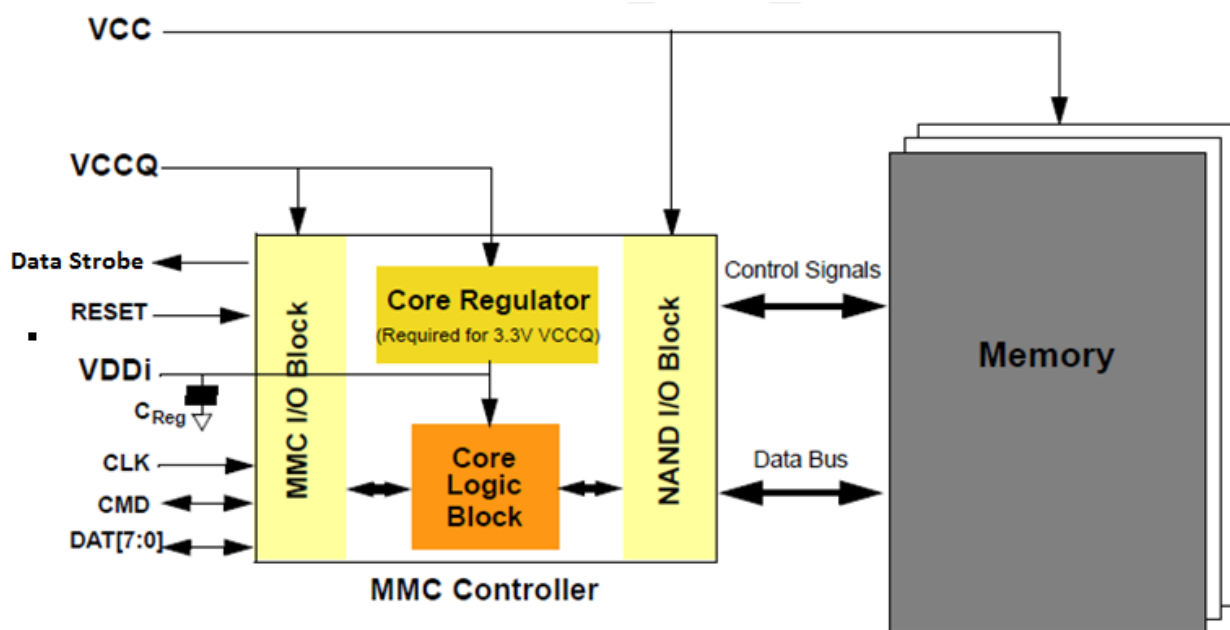 VCC
VCCQ
Data Strobe
RESET
VDDi
CReg
CLK
CMD
DAT[7:0]
MMC I/O Block
Core Regulator
(Required for 3.3V VCCQ)
Core
Logic
Block
NAND I/O Block
Control Signals
Data Bus
Memory
MMC Controller